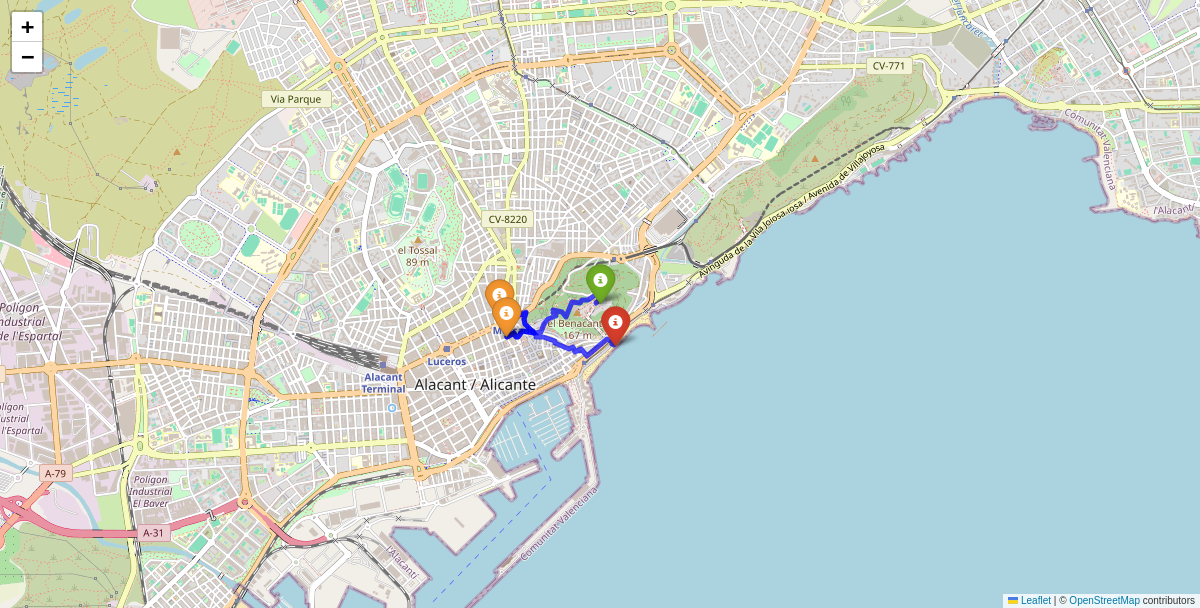 +
−
CV-771
Via Parque
Comunitat
Valenciana
l'Alacantí
Avinguda de la Vila Joiosa-iosa / Avenida de Villajoyosa
CV-8220
el Tossal
89 m
Polígon
industrial
de l'Espartal
el Benacantil
167 m
M
Luceros
Alacant
Terminal
Alacant / Alicante
Polígon
Industrial
l'Espartal
A-79
Polígon
Industrial
El Baver
A-31
Comunitat Valenciana
l'Alacantí
Leaflet | © OpenStreetMap contributors